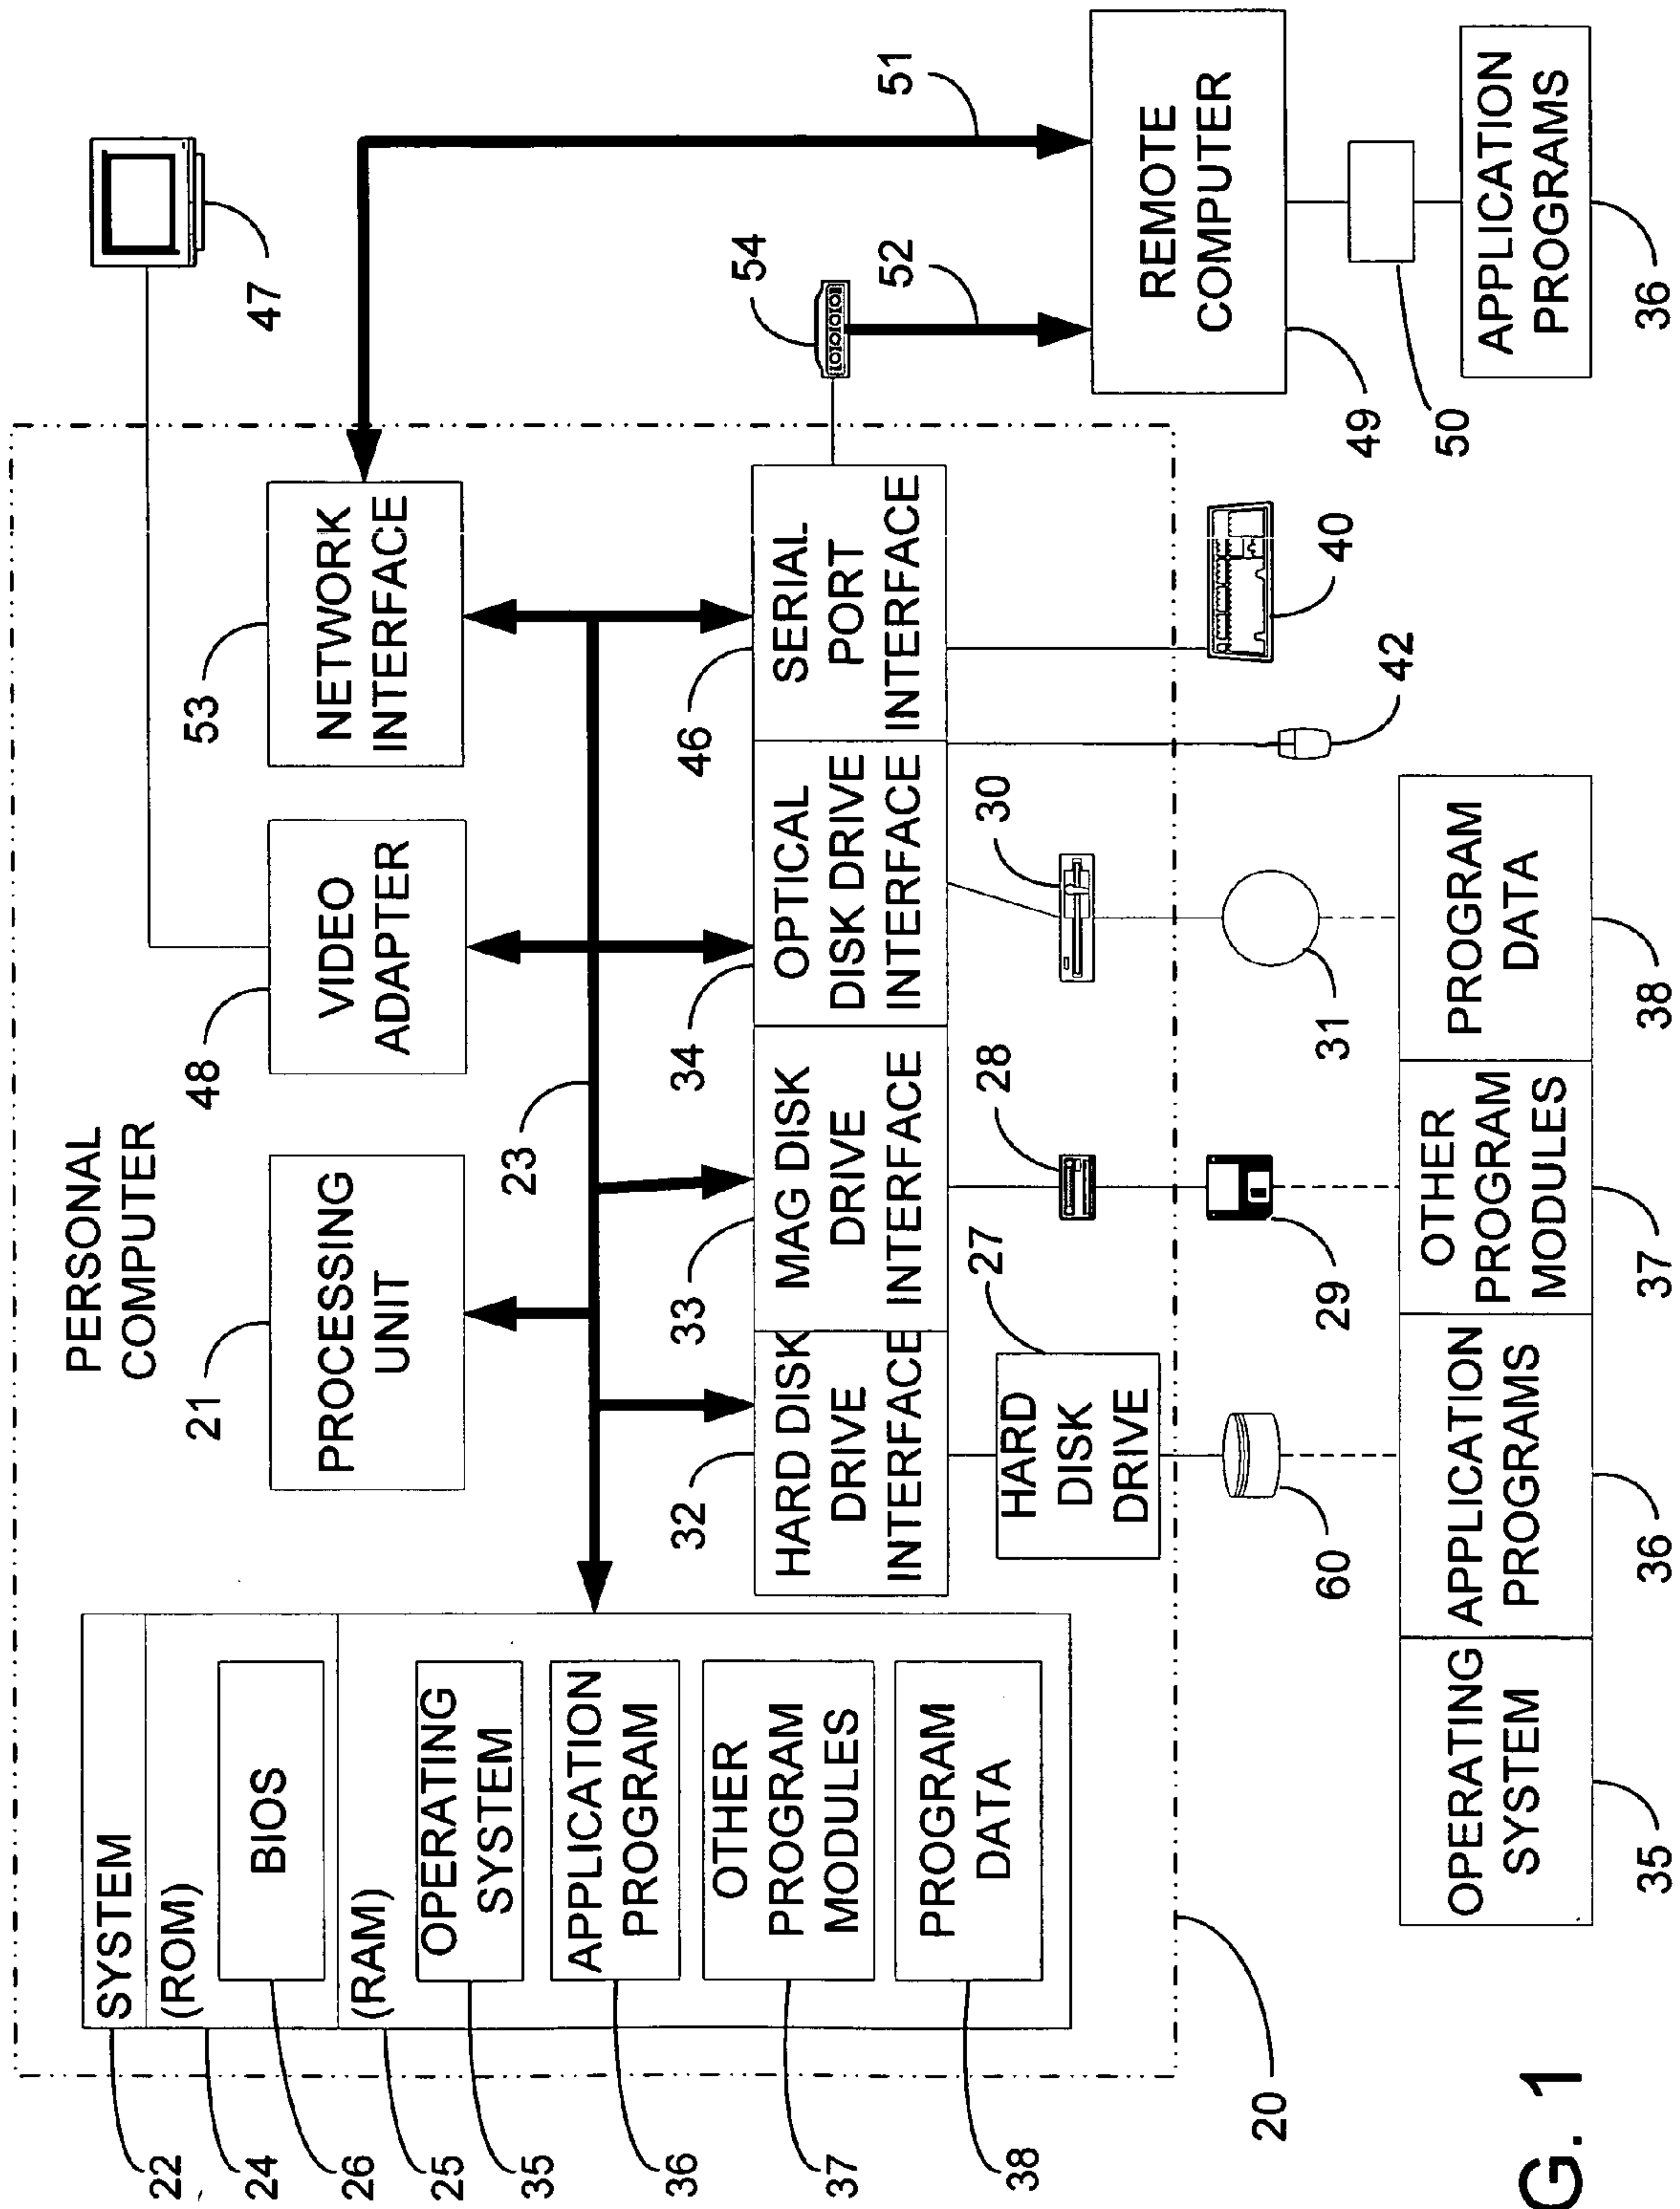 PERSONAL
COMPUTER
SYSTEM
(ROM)
BIOS
(RAM)
OPERATING
SYSTEM
APPLICATION
PROGRAM
OTHER
PROGRAM
MODULES
PROGRAM
DATA
22
24
26
25
35
36
37
38
20
21
PROCESSING
UNIT
48
VIDEO
ADAPTER
53
NETWORK
INTERFACE
47
23
32
HARD DISK
DRIVE
INTERFACE
33
MAG DISK
DRIVE
INTERFACE
34
OPTICAL
DISK DRIVE
INTERFACE
46
SERIAL
PORT
INTERFACE
54
52
51
HARD
DISK
DRIVE
27
28
30
60
29
31
42
40
REMOTE
COMPUTER
49
50
APPLICATION
PROGRAMS
36
OPERATING
SYSTEM
APPLICATION
PROGRAMS
OTHER
PROGRAM
MODULES
PROGRAM
DATA
35
36
37
38
G. 1